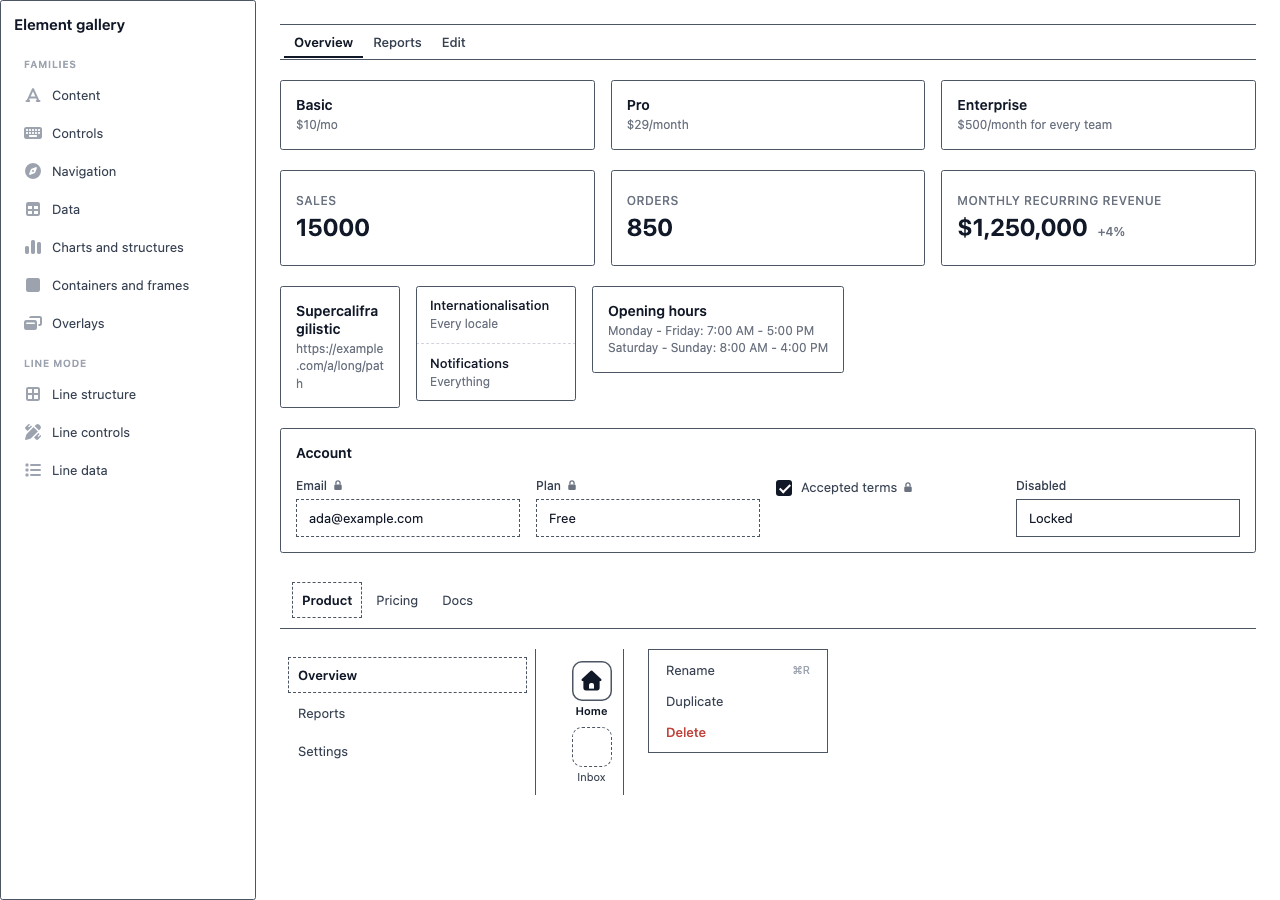 Element gallery
FAMILIES
Content
Controls
Navigation
Data
Charts and structures
Containers and frames
Overlays
LINE MODE
Line structure
Line controls
Line data
Overview Reports Edit
Basic
$10/mo
Pro
$29/month
Enterprise
$500/month for every team
SALES
15000
ORDERS
850
MONTHLY RECURRING REVENUE
$1,250,000 +4%
Supercalifra
gilistic
https://example
.com/a/long/pat
h
Internationalisation
Every locale
Notifications
Everything
Opening hours
Monday - Friday: 7:00 AM - 5:00 PM
Saturday - Sunday: 8:00 AM - 4:00 PM
Account
Email
ada@example.com
Plan
Free
Accepted terms
Disabled
Locked
Product Pricing Docs
Overview
Reports
Settings
Home
Inbox
Rename ⌘R
Duplicate
Delete